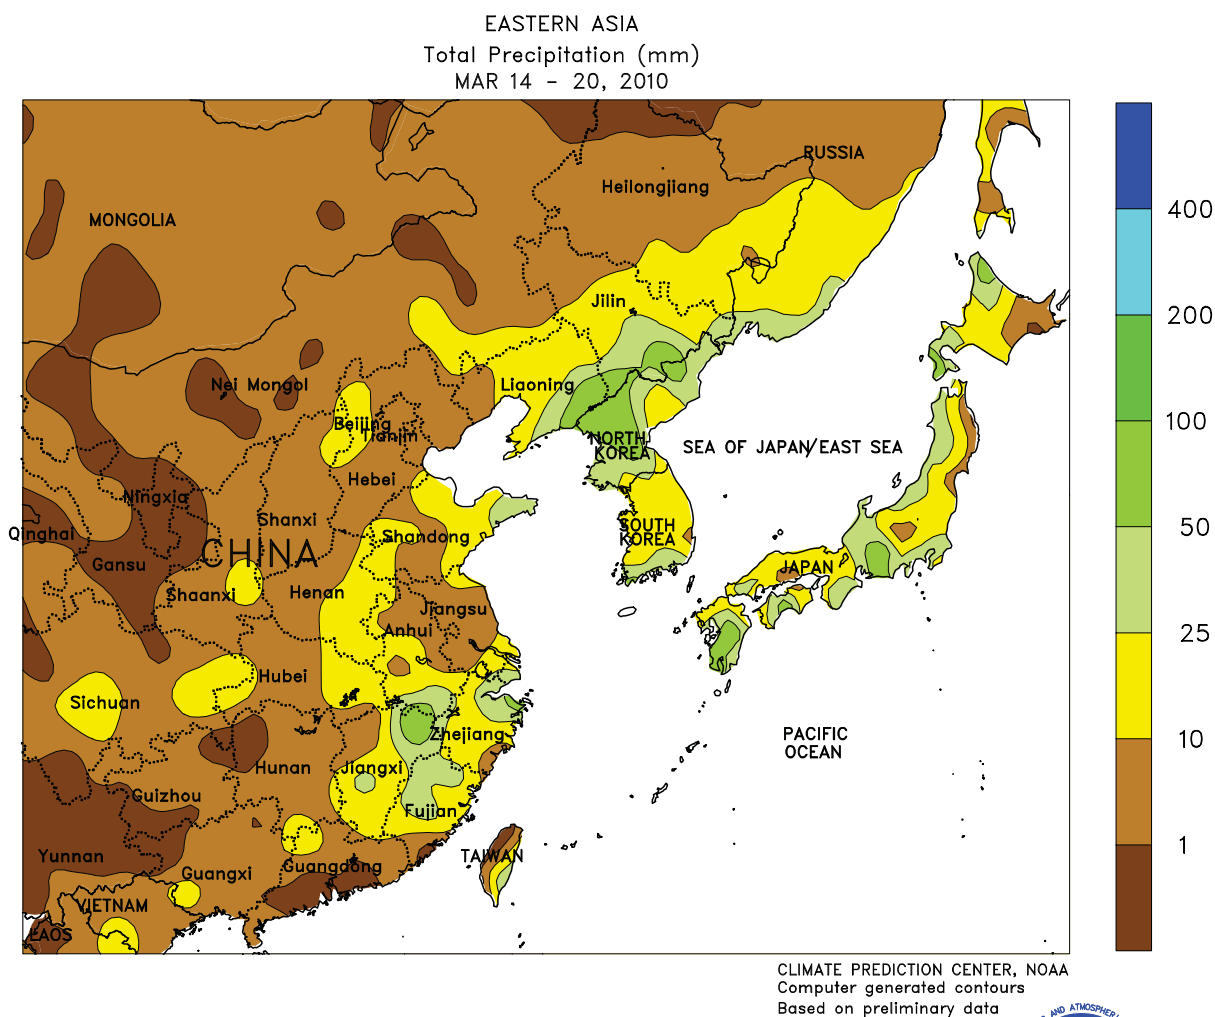 EASTERN ASIA
Total Precipitation (mm)
MAR 14 - 20, 2010
RUSSIA
Heilongjiang
MONGOLIA
400
Jilin
200
Nei Mongol
Liaoning
Beijing
Tianjin
100
NORTH
KOREA
SEA OF JAPAN/EAST SEA
Hebei
Ningxia
Shanxi
SOUTH
KOREA
50
Qinghai
Shandong
CHINA
Gansu
JAPAN
Shaanxi
Henan
Jiangsu
Anhui
25
Hubei
Sichuan
Zhejiang
PACIFIC
OCEAN
10
Hunan
Jiangxi
Guizhou
Fujian
1
Yunnan
TAIWAN
Guangxi
Guangdong
VIETNAM
LAOS
CLIMATE PREDICTION CENTER, NOAA
Computer generated contours
Based on preliminary data
AND ATMOSPHER